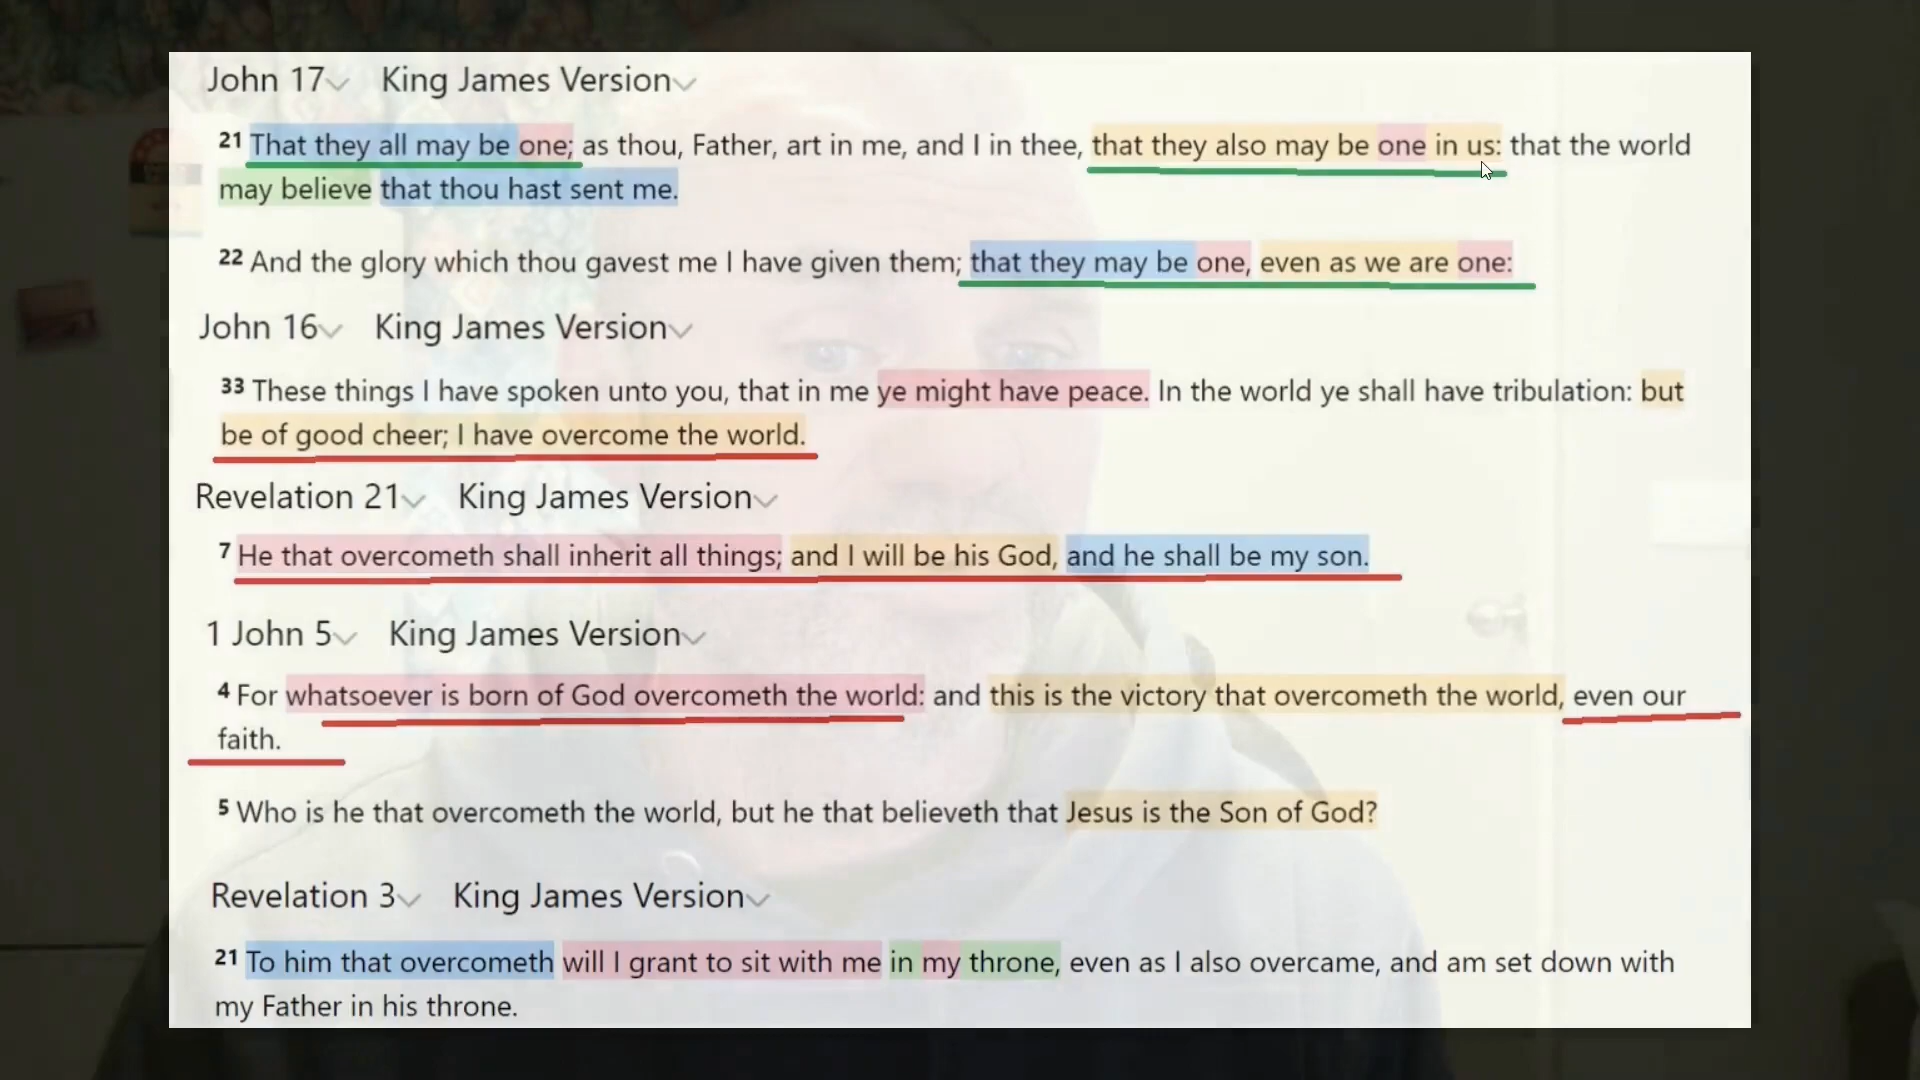 John 17 King James Version
21 That they all may be one; as thou, Father, art in me, and I in thee, that they also may be one in us: that the world
may believe that thou hast sent me.
22 And the glory which thou gavest me I have given them; that they may be one, even as we are one:
John 16 King James Version
33 These things I have spoken unto you, that in me ye might have peace. In the world ye shall have tribulation: but
be of good cheer; I have overcome the world.
Revelation 21 King James Version
7 He that overcometh shall inherit all things; and I will be his God, and he shall be my son.
1 John 5 King James Version
4 For whatsoever is born of God overcometh the world: and this is the victory that overcometh the world, even our
faith.
5 Who is he that overcometh the world, but he that believeth that Jesus is the Son of God?
Revelation 3 King James Version
21 To him that overcometh will I grant to sit with me in my throne, even as I also overcame, and am set down with
my Father in his throne.